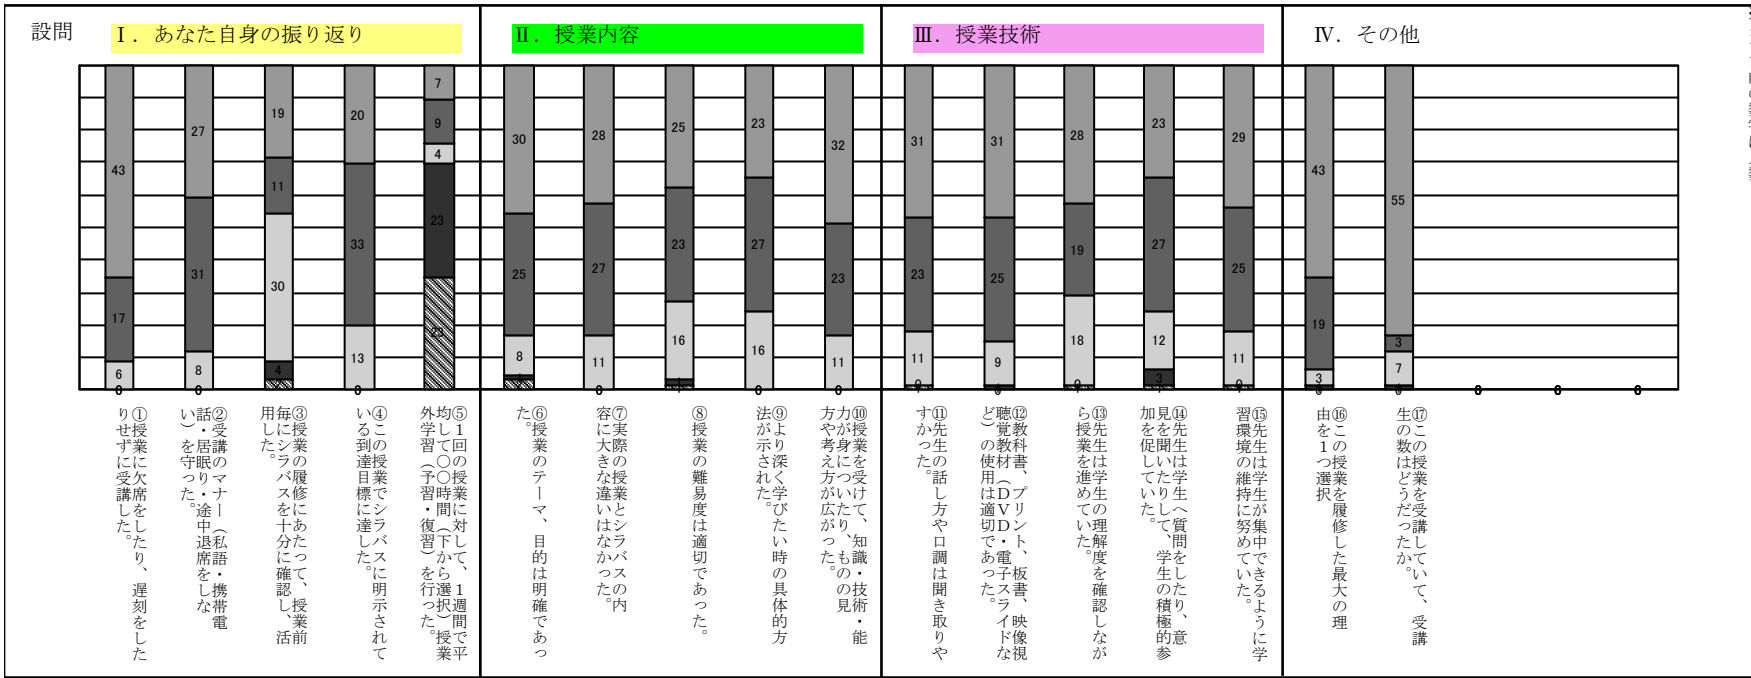 設問
Ⅰ．あなた自身の振り返り
Ⅱ．授業内容
Ⅲ．授業技術
Ⅳ．その他
43
17
6
0
27
31
8
0
19
11
30
4
20
33
13
0
7
9
4
23
23
30
25
8
28
27
11
0
25
23
16
1
23
27
16
0
32
23
11
0
31
23
11
31
25
9
28
19
18
23
27
12
3
29
25
11
43
19
3
55
3
7
0
0
0
①授業に欠席をしたり、遅刻をした
りせずに受講した。
②受講のマナー（私語・携帯電
話・居眠り・途中退席をしな
い）を守った。
③授業の履修にあたって、授業前
毎にシラバスを十分に確認し、活
用した。
④この授業でシラバスに明示されて
いる到達目標に達した。
⑤１回の授業に対して、１週間で平
均して〇〇時間（下から選択）授業
外学習（予習・復習）を行った。
⑥授業のテーマ、目的は明確であっ
た。
⑦実際の授業とシラバスの内
容に大きな違いはなかった。
⑧授業の難易度は適切であった。
⑨より深く学びたい時の具体的方
法が示された。
⑩授業を受けて、知識・技術・能
力が身についたり、ものの見
方や考え方が広がった。
⑪先生の話し方や口調は聞き取りや
すかった。
⑫教科書、プリント、板書、映像視
聴覚教材（ＤＶＤ・電子スライドな
ど）の使用は適切であった。
⑬先生は学生の理解度を確認しなが
ら授業を進めていた。
⑭先生は学生へ質問をしたり、意
見を聞いたりして、学生の積極的参
加を促していた。
⑮先生は学生が集中できるように学
習環境の維持に努めていた。
⑯この授業を履修した最大の理
由を１つ選択
⑰この授業を受講していて、受講
生の数はどうだったか。